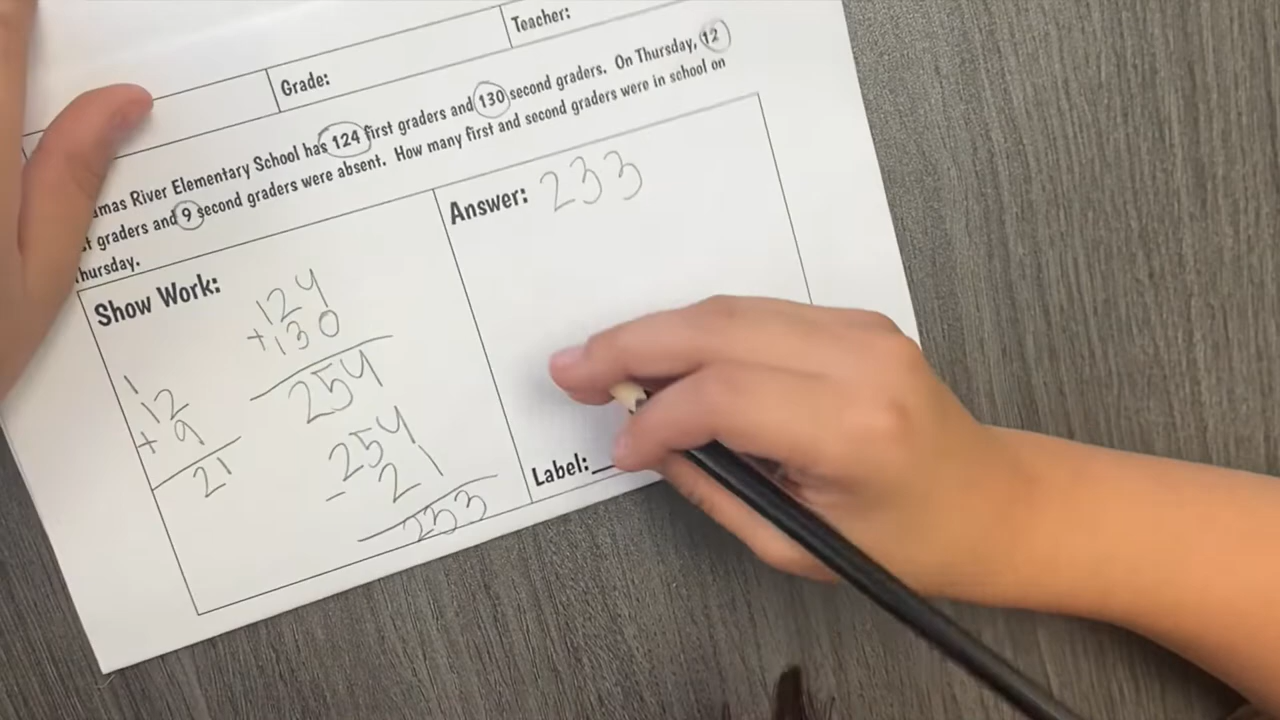 Teacher:
Grade:
River Elementary School has 124 first graders and 130 second graders. On Thursday, 12
graders and 9 second graders were absent. How many first and second graders were in school on
Thursday.
Show Work:
124
+130
254
1
12
+ 9
21
254
- 21
233
Answer: 233
Label: